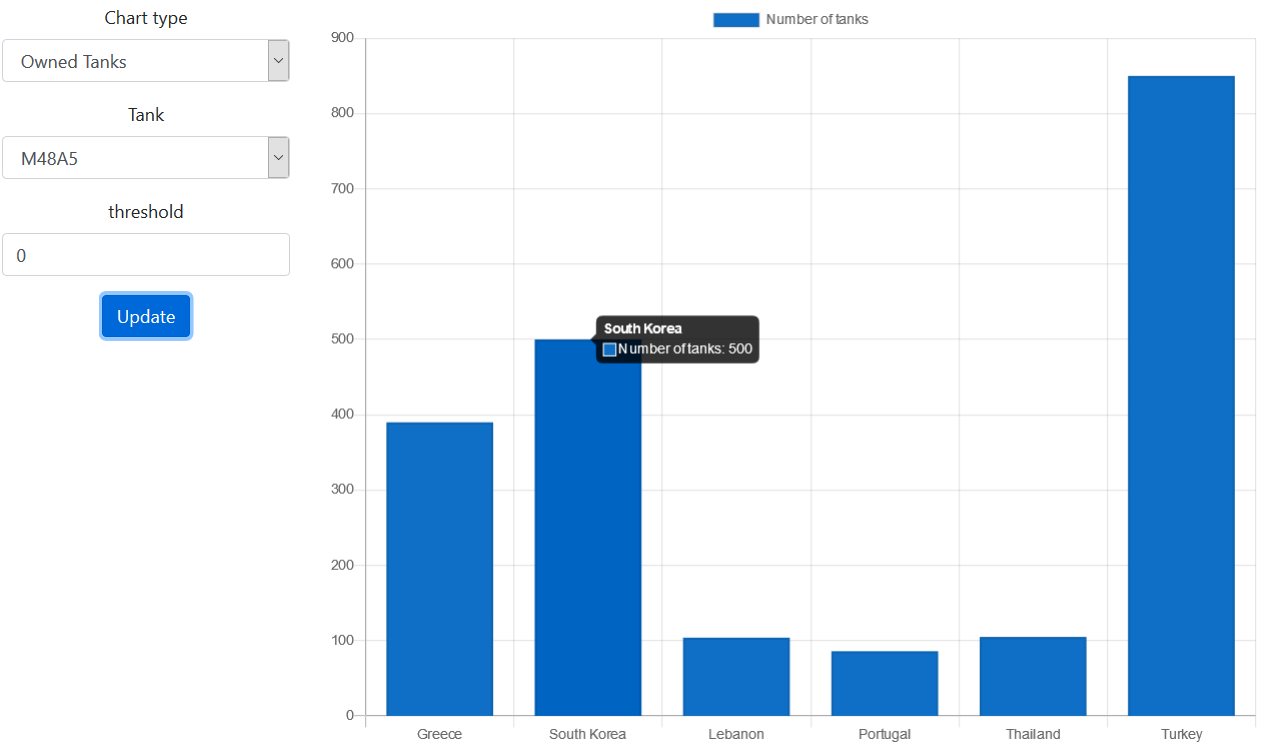 Chart type
Owned Tanks
Tank
M48A5
threshold
0
Update
Number of tanks
900
800
700
600
500
400
300
200
100
0
South Korea
Number of tanks: 500
Greece
South Korea
Lebanon
Portugal
Thailand
Turkey